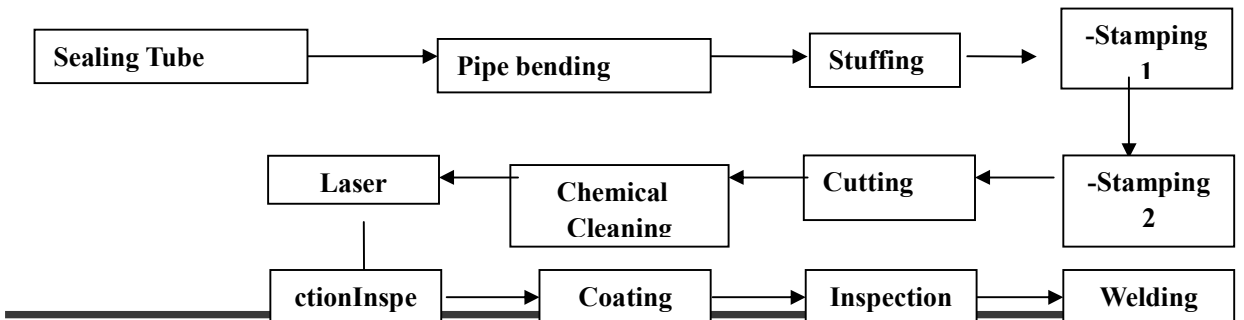 Sealing Tube
Pipe bending
Stuffing
-Stamping
1
Laser
Chemical
Cleaning
Cutting
-Stamping
2
ctionInspe
Coating
Inspection
Welding